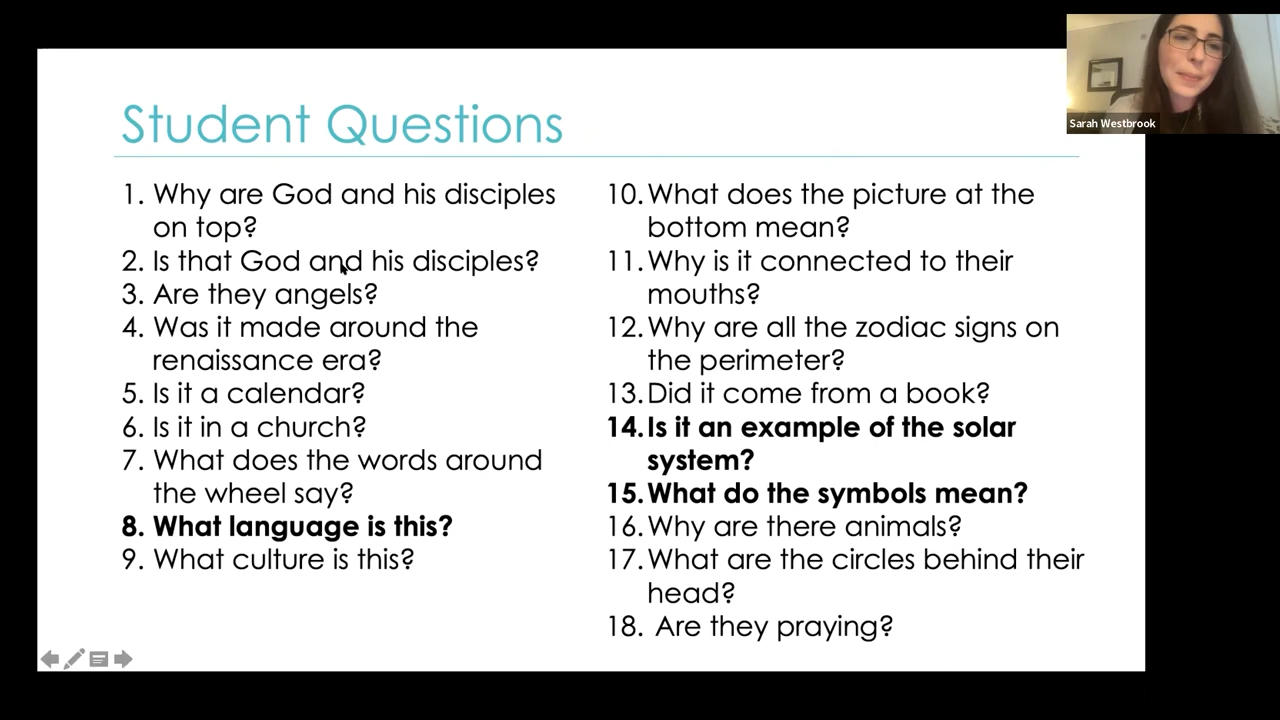 Student Questions
1. Why are God and his disciples
on top?
2. Is that God and his disciples?
3. Are they angels?
4. Was it made around the
renaissance era?
5. Is it a calendar?
6. Is it in a church?
7. What does the words around
the wheel say?
8. What language is this?
9. What culture is this?
10. What does the picture at the
bottom mean?
11. Why is it connected to their
mouths?
12. Why are all the zodiac signs on
the perimeter?
13. Did it come from a book?
14. Is it an example of the solar
system?
15. What do the symbols mean?
16. Why are there animals?
17. What are the circles behind their
head?
18. Are they praying?
Sarah Westbrook